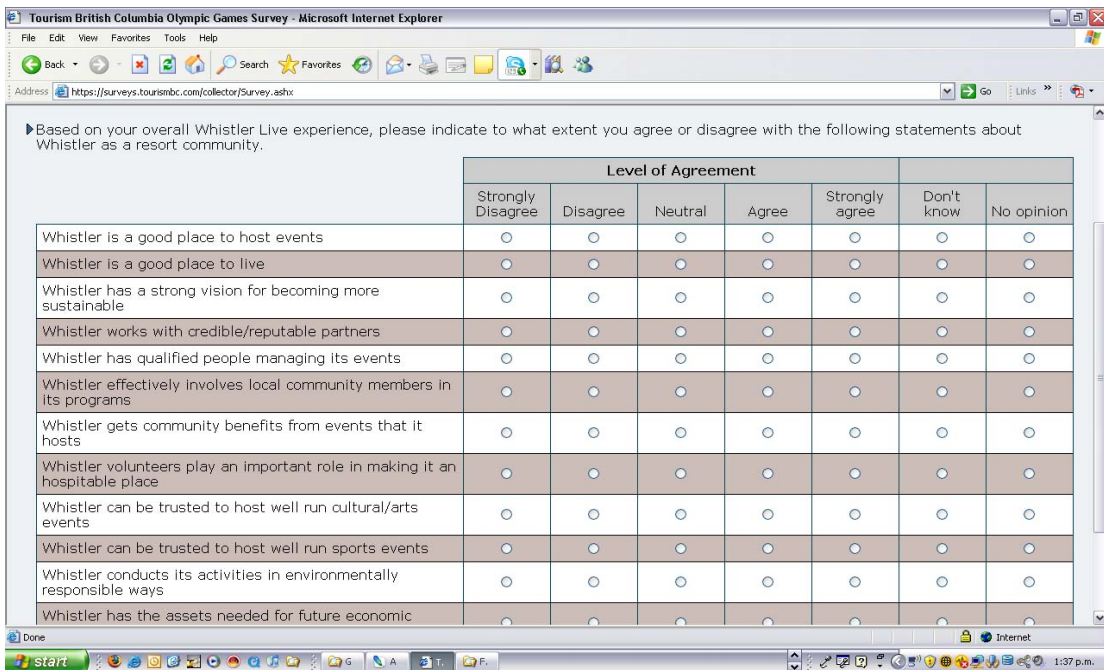 Tourism British Columbia Olympic Games Survey - Microsoft Internet Explorer
File Edit View Favorites Tools Help
Back Search Favorites
Address https://surveys.tourismbc.com/collector/Survey.ashx Go Links »
Based on your overall Whistler Live experience, please indicate to what extent you agree or disagree with the following statements about
Whistler as a resort community.
Level of Agreement
Strongly
Disagree
Disagree
Neutral
Agree
Strongly
agree
Don't
know
No opinion
Whistler is a good place to host events
Whistler is a good place to live
Whistler has a strong vision for becoming more
sustainable
Whistler works with credible/reputable partners
Whistler has qualified people managing its events
Whistler effectively involves local community members in
its programs
Whistler gets community benefits from events that it
hosts
Whistler volunteers play an important role in making it an
hospitable place
Whistler can be trusted to host well run cultural/arts
events
Whistler can be trusted to host well run sports events
Whistler conducts its activities in environmentally
responsible ways
Whistler has the assets needed for future economic
Done Internet
start G A T. F. 1:37 p.m.